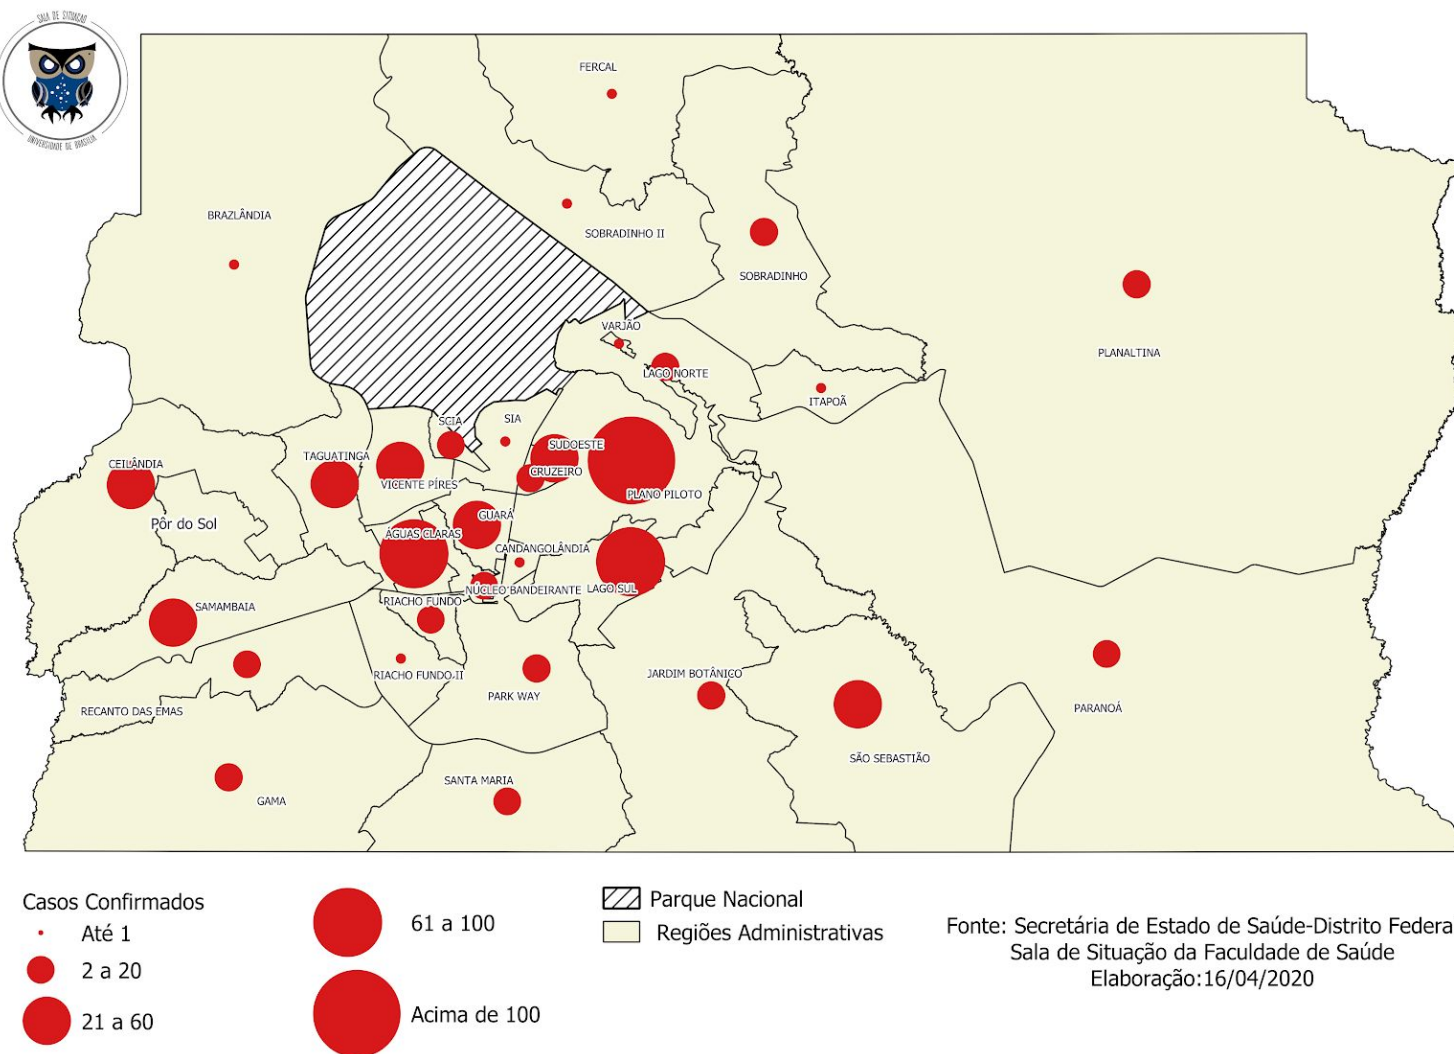 SALA DE SITUAÇÃO
UNIVERSIDADE DE BRASÍLIA
FERCAL
BRAZLÂNDIA
SOBRADINHO II
SOBRADINHO
VARJÃO
PLANALTINA
LAGO NORTE
ITAPOÃ
SCIA
SIA
SUDOESTE
TAGUATINGA
CEILÂNDIA
CRUZEIRO
VICENTE PIRES
PLANO PILOTO
Pôr do Sol
GUARÁ
ÁGUAS CLARAS
CANDANGOLÂNDIA
NÚCLEO BANDEIRANTE
LAGO SUL
RIACHO FUNDO
SAMAMBAIA
RIACHO FUNDO II
JARDIM BOTÂNICO
PARK WAY
RECANTO DAS EMAS
PARANOÁ
SÃO SEBASTIÃO
SANTA MARIA
GAMA
Casos Confirmados
Até 1
2 a 20
21 a 60
61 a 100
Acima de 100
Parque Nacional
Regiões Administrativas
Fonte: Secretária de Estado de Saúde-Distrito Federa
Sala de Situação da Faculdade de Saúde
Elaboração:16/04/2020